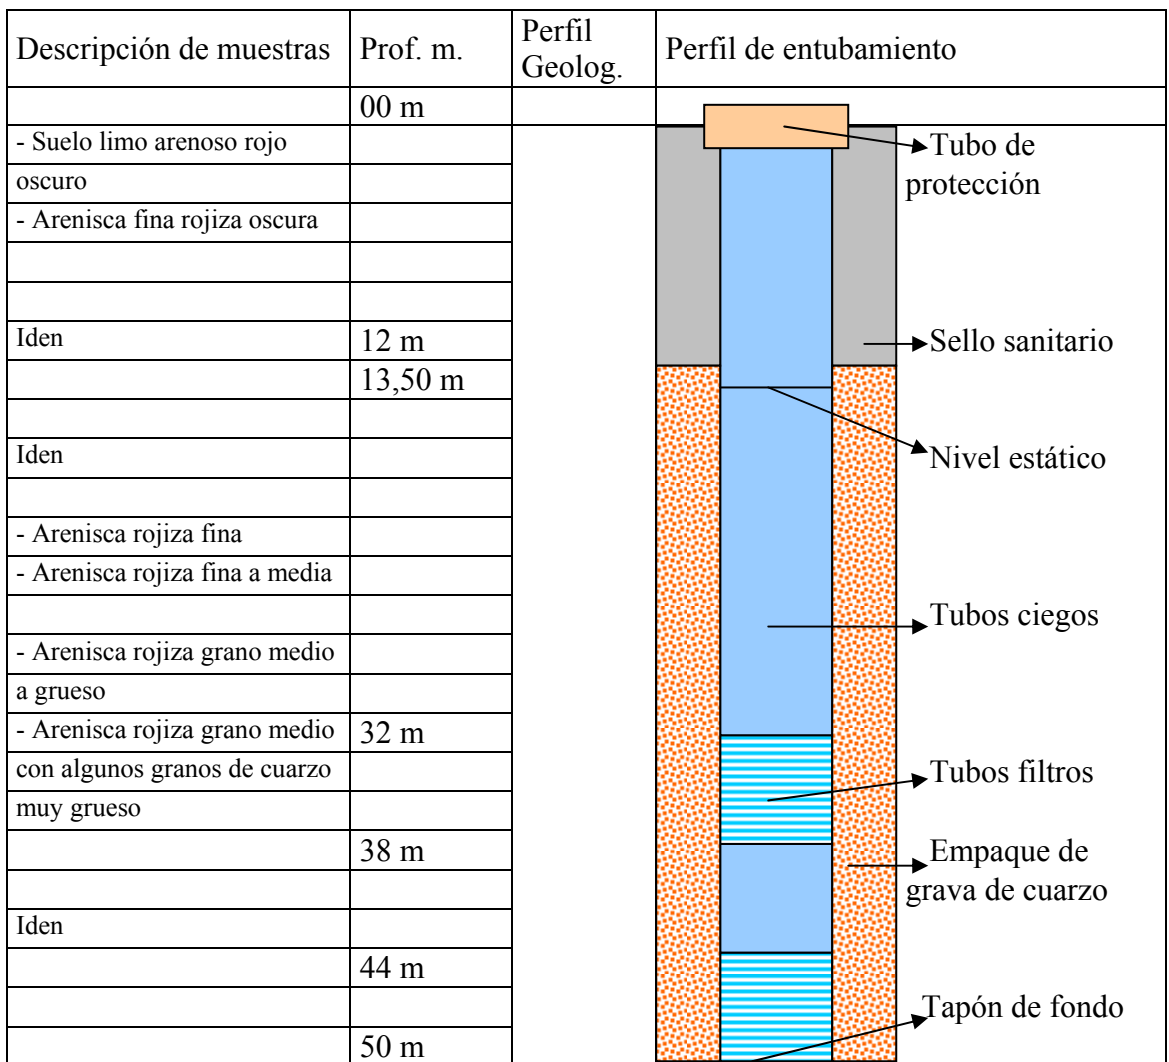 Descripción de muestras
Prof. m.
Perfil
Geolog.
Perfil de entubamiento
00 m
- Suelo limo arenoso rojo
oscuro
- Arenisca fina rojiza oscura
Iden
12 m
13,50 m
Iden
- Arenisca rojiza fina
- Arenisca rojiza fina a media
- Arenisca rojiza grano medio
a grueso
- Arenisca rojiza grano medio
32 m
con algunos granos de cuarzo
muy grueso
38 m
Iden
44 m
50 m
Tubo de
protección
Sello sanitario
Nivel estático
Tubos ciegos
Tubos filtros
Empaque de
grava de cuarzo
Tapón de fondo